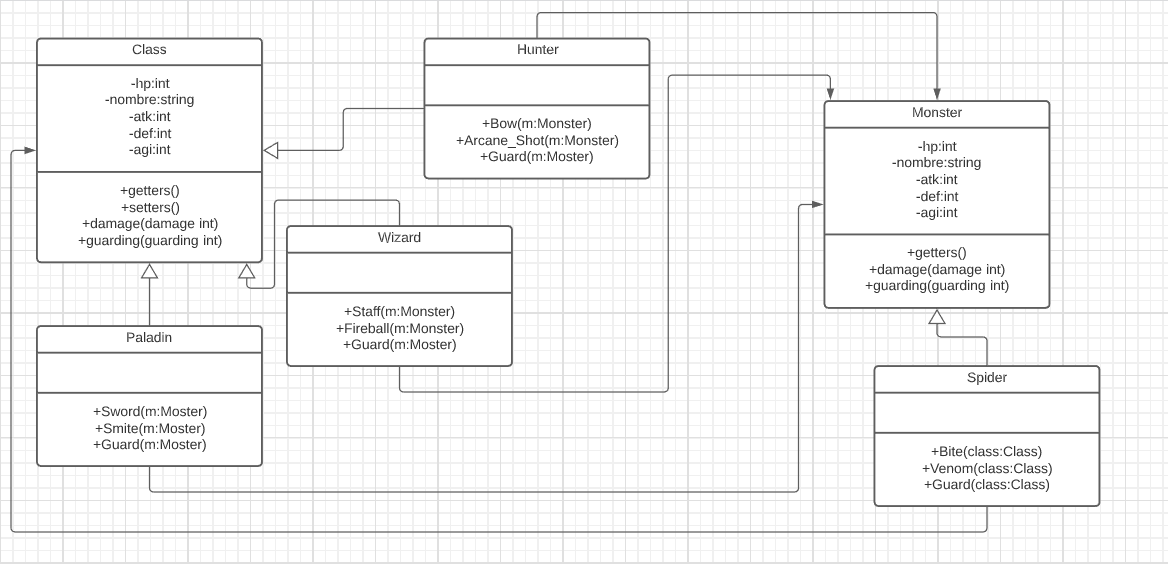 Class
-hp:int
-nombre:string
-atk:int
-def:int
-agi:int
+getters()
+setters()
+damage(damage int)
+guarding(guarding int)
Hunter
+Bow(m:Monster)
+Arcane_Shot(m:Monster)
+Guard(m:Moster)
Monster
-hp:int
-nombre:string
-atk:int
-def:int
-agi:int
+getters()
+damage(damage int)
+guarding(guarding int)
Wizard
+Staff(m:Monster)
+Fireball(m:Monster)
+Guard(m:Moster)
Paladin
+Sword(m:Moster)
+Smite(m:Moster)
+Guard(m:Moster)
Spider
+Bite(class:Class)
+Venom(class:Class)
+Guard(class:Class)